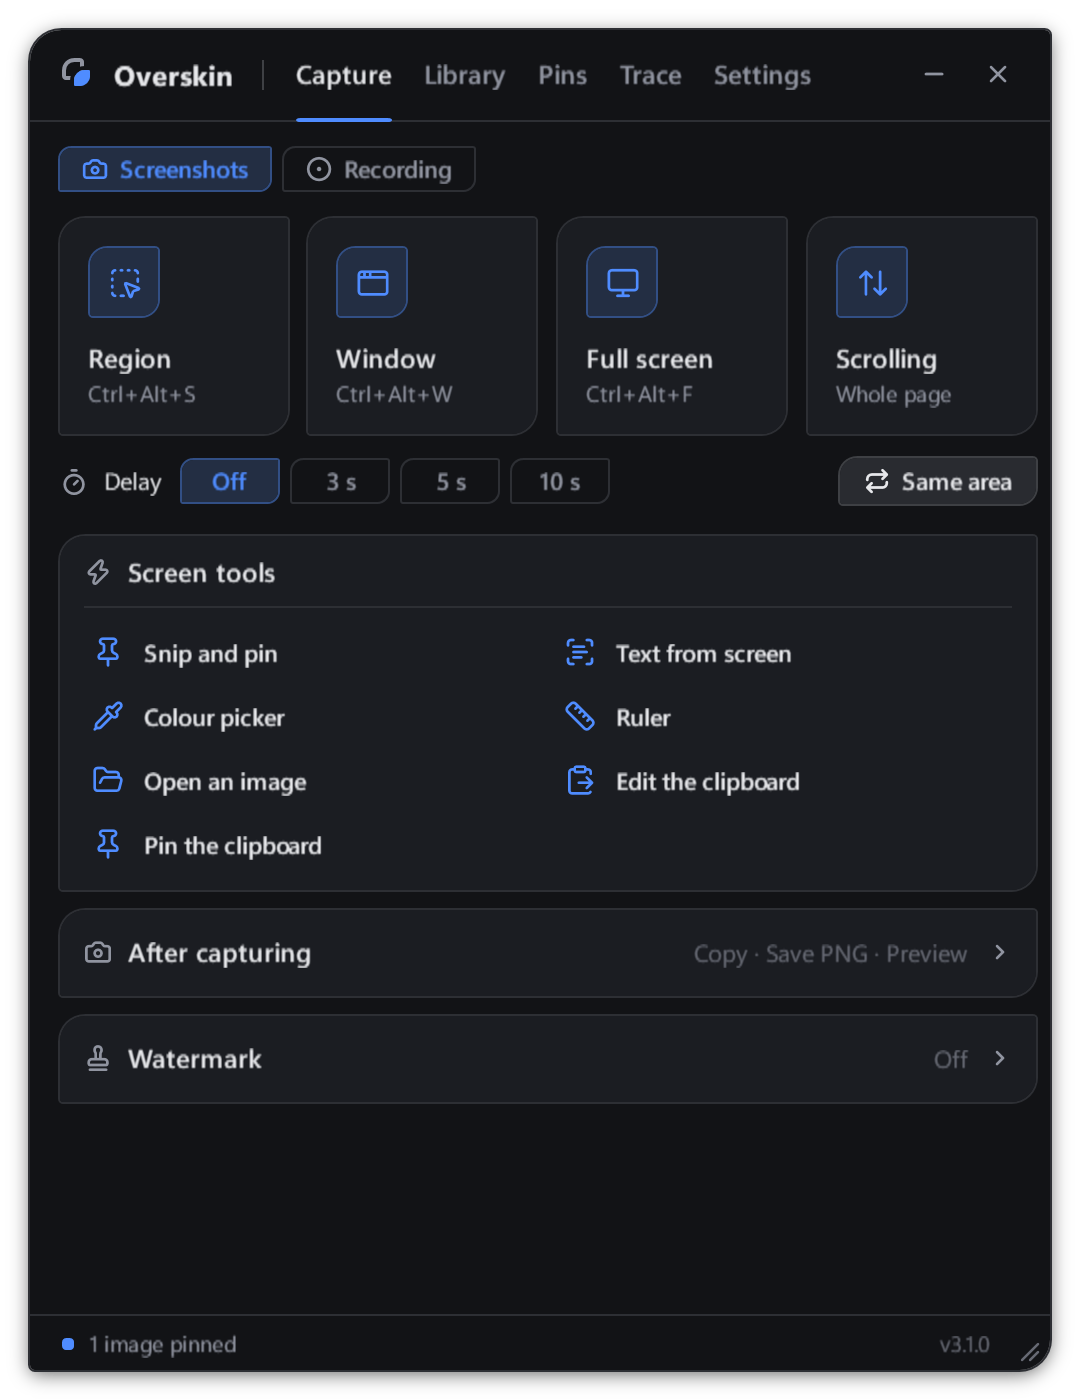 Overskin Capture Library Pins Trace Settings
Screenshots Recording
Region Window Full screen Scrolling
Ctrl+Alt+S Ctrl+Alt+W Ctrl+Alt+F Whole page
Delay Off 3 s 5 s 10 s Same area
Screen tools
Snip and pin Text from screen
Colour picker Ruler
Open an image Edit the clipboard
Pin the clipboard
After capturing Copy · Save PNG · Preview
Watermark Off
1 image pinned v3.1.0